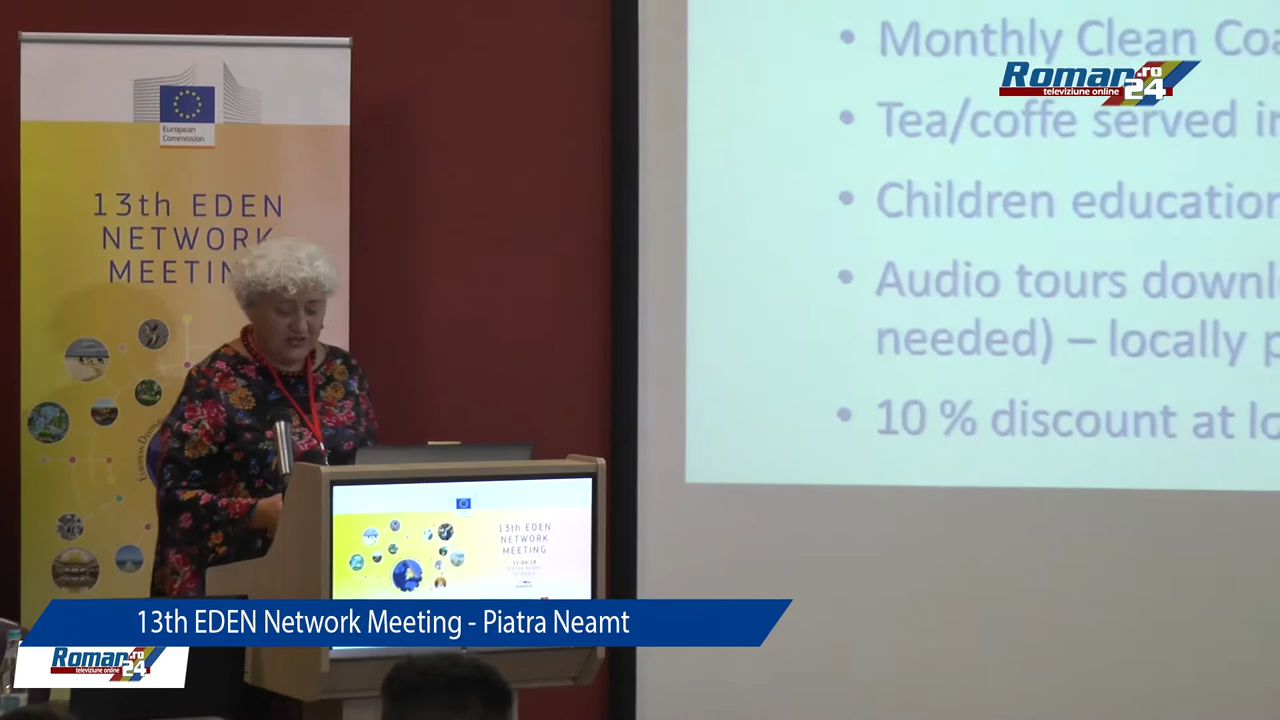 European
Commission
13th EDEN
NETWORK
MEETIN
Monthly Clean Coa
Tea/coffe served in
Children education
Audio tours downl
needed) – locally p
10 % discount at lo
Roman .ro
24
televiziune online
13th EDEN
NETWORK
MEETING
13th EDEN Network Meeting - Piatra Neamt
Roman .ro
24
televiziune online